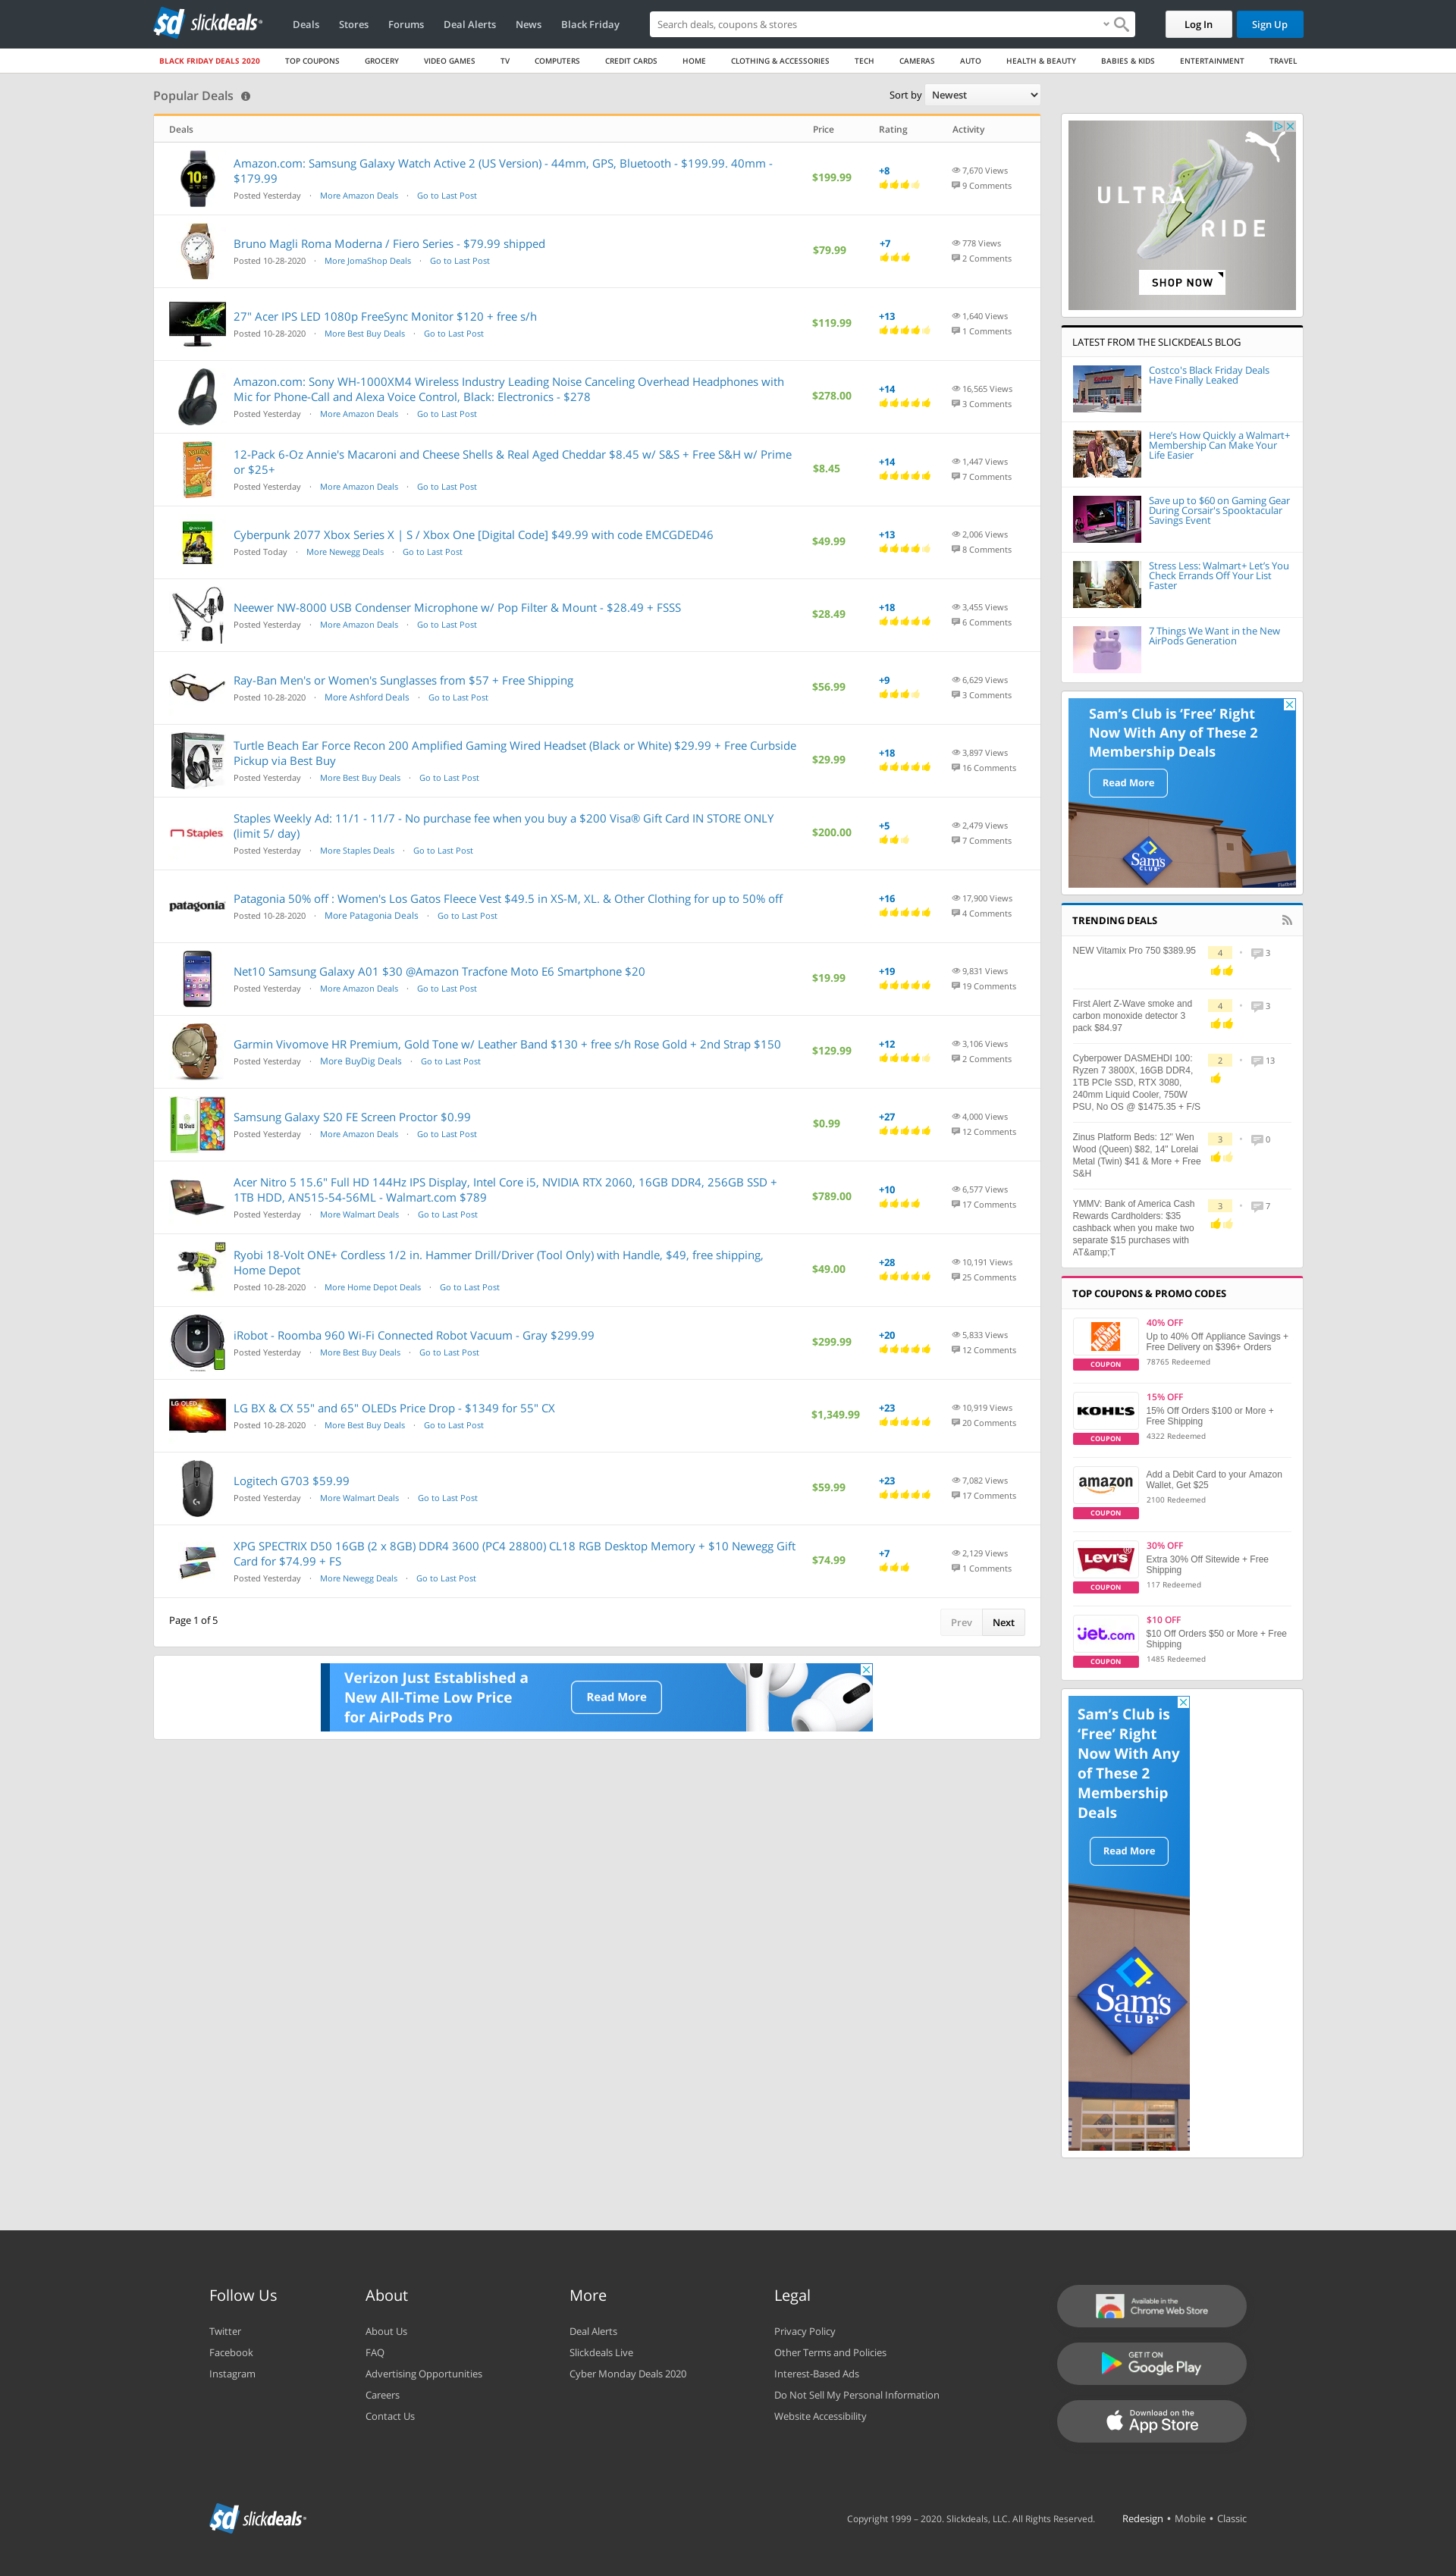 sd slickdeals
Deals
Stores
Forums
Deal Alerts
News
Black Friday
Search deals, coupons & stores
Log In
Sign Up
BLACK FRIDAY DEALS 2020
TOP COUPONS
GROCERY
VIDEO GAMES
TV
COMPUTERS
CREDIT CARDS
HOME
CLOTHING & ACCESSORIES
TECH
CAMERAS
AUTO
HEALTH & BEAUTY
BABIES & KIDS
ENTERTAINMENT
TRAVEL
Popular Deals
Sort by Newest
Deals Price Rating Activity
Amazon.com: Samsung Galaxy Watch Active 2 (US Version) - 44mm, GPS, Bluetooth - $199.99. 40mm -
$179.99
Posted Yesterday · More Amazon Deals · Go to Last Post
$199.99
+8
7,670 Views
9 Comments
Bruno Magli Roma Moderna / Fiero Series - $79.99 shipped
Posted 10-28-2020 · More JomaShop Deals · Go to Last Post
$79.99
+7
778 Views
2 Comments
27" Acer IPS LED 1080p FreeSync Monitor $120 + free s/h
Posted 10-28-2020 · More Best Buy Deals · Go to Last Post
$119.99
+13
1,640 Views
1 Comments
Amazon.com: Sony WH-1000XM4 Wireless Industry Leading Noise Canceling Overhead Headphones with
Mic for Phone-Call and Alexa Voice Control, Black: Electronics - $278
Posted Yesterday · More Amazon Deals · Go to Last Post
$278.00
+14
16,565 Views
3 Comments
12-Pack 6-Oz Annie's Macaroni and Cheese Shells & Real Aged Cheddar $8.45 w/ S&S + Free S&H w/ Prime
or $25+
Posted Yesterday · More Amazon Deals · Go to Last Post
$8.45
+14
1,447 Views
7 Comments
Cyberpunk 2077 Xbox Series X | S / Xbox One [Digital Code] $49.99 with code EMCGDED46
Posted Today · More Newegg Deals · Go to Last Post
$49.99
+13
2,006 Views
8 Comments
Neewer NW-8000 USB Condenser Microphone w/ Pop Filter & Mount - $28.49 + FSSS
Posted Yesterday · More Amazon Deals · Go to Last Post
$28.49
+18
3,455 Views
6 Comments
Ray-Ban Men's or Women's Sunglasses from $57 + Free Shipping
Posted 10-28-2020 · More Ashford Deals · Go to Last Post
$56.99
+9
6,629 Views
3 Comments
Turtle Beach Ear Force Recon 200 Amplified Gaming Wired Headset (Black or White) $29.99 + Free Curbside
Pickup via Best Buy
Posted Yesterday · More Best Buy Deals · Go to Last Post
$29.99
+18
3,897 Views
16 Comments
Staples
Staples Weekly Ad: 11/1 - 11/7 - No purchase fee when you buy a $200 Visa® Gift Card IN STORE ONLY
(limit 5/ day)
Posted Yesterday · More Staples Deals · Go to Last Post
$200.00
+5
2,479 Views
7 Comments
patagonia
Patagonia 50% off : Women's Los Gatos Fleece Vest $49.5 in XS-M, XL. & Other Clothing for up to 50% off
Posted 10-28-2020 · More Patagonia Deals · Go to Last Post
+16
17,900 Views
4 Comments
Net10 Samsung Galaxy A01 $30 @Amazon Tracfone Moto E6 Smartphone $20
Posted Yesterday · More Amazon Deals · Go to Last Post
$19.99
+19
9,831 Views
19 Comments
Garmin Vivomove HR Premium, Gold Tone w/ Leather Band $130 + free s/h Rose Gold + 2nd Strap $150
Posted Yesterday · More BuyDig Deals · Go to Last Post
$129.99
+12
3,106 Views
2 Comments
Samsung Galaxy S20 FE Screen Proctor $0.99
Posted Yesterday · More Amazon Deals · Go to Last Post
$0.99
+27
4,000 Views
12 Comments
Acer Nitro 5 15.6" Full HD 144Hz IPS Display, Intel Core i5, NVIDIA RTX 2060, 16GB DDR4, 256GB SSD +
1TB HDD, AN515-54-56ML - Walmart.com $789
Posted Yesterday · More Walmart Deals · Go to Last Post
$789.00
+10
6,577 Views
17 Comments
Ryobi 18-Volt ONE+ Cordless 1/2 in. Hammer Drill/Driver (Tool Only) with Handle, $49, free shipping,
Home Depot
Posted 10-28-2020 · More Home Depot Deals · Go to Last Post
$49.00
+28
10,191 Views
25 Comments
iRobot - Roomba 960 Wi-Fi Connected Robot Vacuum - Gray $299.99
Posted Yesterday · More Best Buy Deals · Go to Last Post
$299.99
+20
5,833 Views
12 Comments
LG OLED
LG BX & CX 55" and 65" OLEDs Price Drop - $1349 for 55" CX
Posted 10-28-2020 · More Best Buy Deals · Go to Last Post
$1,349.99
+23
10,919 Views
20 Comments
Logitech G703 $59.99
Posted Yesterday · More Walmart Deals · Go to Last Post
$59.99
+23
7,082 Views
17 Comments
XPG SPECTRIX D50 16GB (2 x 8GB) DDR4 3600 (PC4 28800) CL18 RGB Desktop Memory + $10 Newegg Gift
Card for $74.99 + FS
Posted Yesterday · More Newegg Deals · Go to Last Post
$74.99
+7
2,129 Views
1 Comments
Page 1 of 5
Prev
Next
Verizon Just Established a
New All-Time Low Price
for AirPods Pro
Read More
ULTRA
RIDE
SHOP NOW
LATEST FROM THE SLICKDEALS BLOG
Costco's Black Friday Deals
Have Finally Leaked
Here's How Quickly a Walmart+
Membership Can Make Your
Life Easier
Save up to $60 on Gaming Gear
During Corsair's Spooktacular
Savings Event
Stress Less: Walmart+ Let's You
Check Errands Off Your List
Faster
7 Things We Want in the New
AirPods Generation
Sam's Club is ‘Free’ Right
Now With Any of These 2
Membership Deals
Read More
Sam's
CLUB
TRENDING DEALS
NEW Vitamix Pro 750 $389.95
4 · 3
First Alert Z-Wave smoke and
carbon monoxide detector 3
pack $84.97
4 · 3
Cyberpower DASMEHDI 100:
Ryzen 7 3800X, 16GB DDR4,
1TB PCIe SSD, RTX 3080,
240mm Liquid Cooler, 750W
PSU, No OS @ $1475.35 + F/S
2 · 13
Zinus Platform Beds: 12" Wen
Wood (Queen) $82, 14" Lorelai
Metal (Twin) $41 & More + Free
S&H
3 · 0
YMMV: Bank of America Cash
Rewards Cardholders: $35
cashback when you make two
separate $15 purchases with
AT&amp;T
3 · 7
TOP COUPONS & PROMO CODES
COUPON
40% OFF
Up to 40% Off Appliance Savings +
Free Delivery on $396+ Orders
78765 Redeemed
KOHL'S
COUPON
15% OFF
15% Off Orders $100 or More +
Free Shipping
4322 Redeemed
amazon
COUPON
Add a Debit Card to your Amazon
Wallet, Get $25
2100 Redeemed
LEVI'S
COUPON
30% OFF
Extra 30% Off Sitewide + Free
Shipping
117 Redeemed
jet.com
COUPON
$10 OFF
$10 Off Orders $50 or More + Free
Shipping
1485 Redeemed
Sam's Club is
‘Free’ Right
Now With Any
of These 2
Membership
Deals
Read More
Sam's
CLUB
Follow Us
Twitter
Facebook
Instagram
About
About Us
FAQ
Advertising Opportunities
Careers
Contact Us
More
Deal Alerts
Slickdeals Live
Cyber Monday Deals 2020
Legal
Privacy Policy
Other Terms and Policies
Interest-Based Ads
Do Not Sell My Personal Information
Website Accessibility
Available in the
Chrome Web Store
GET IT ON
Google Play
Download on the
App Store
sd slickdeals
Copyright 1999 – 2020. Slickdeals, LLC. All Rights Reserved.
Redesign • Mobile • Classic